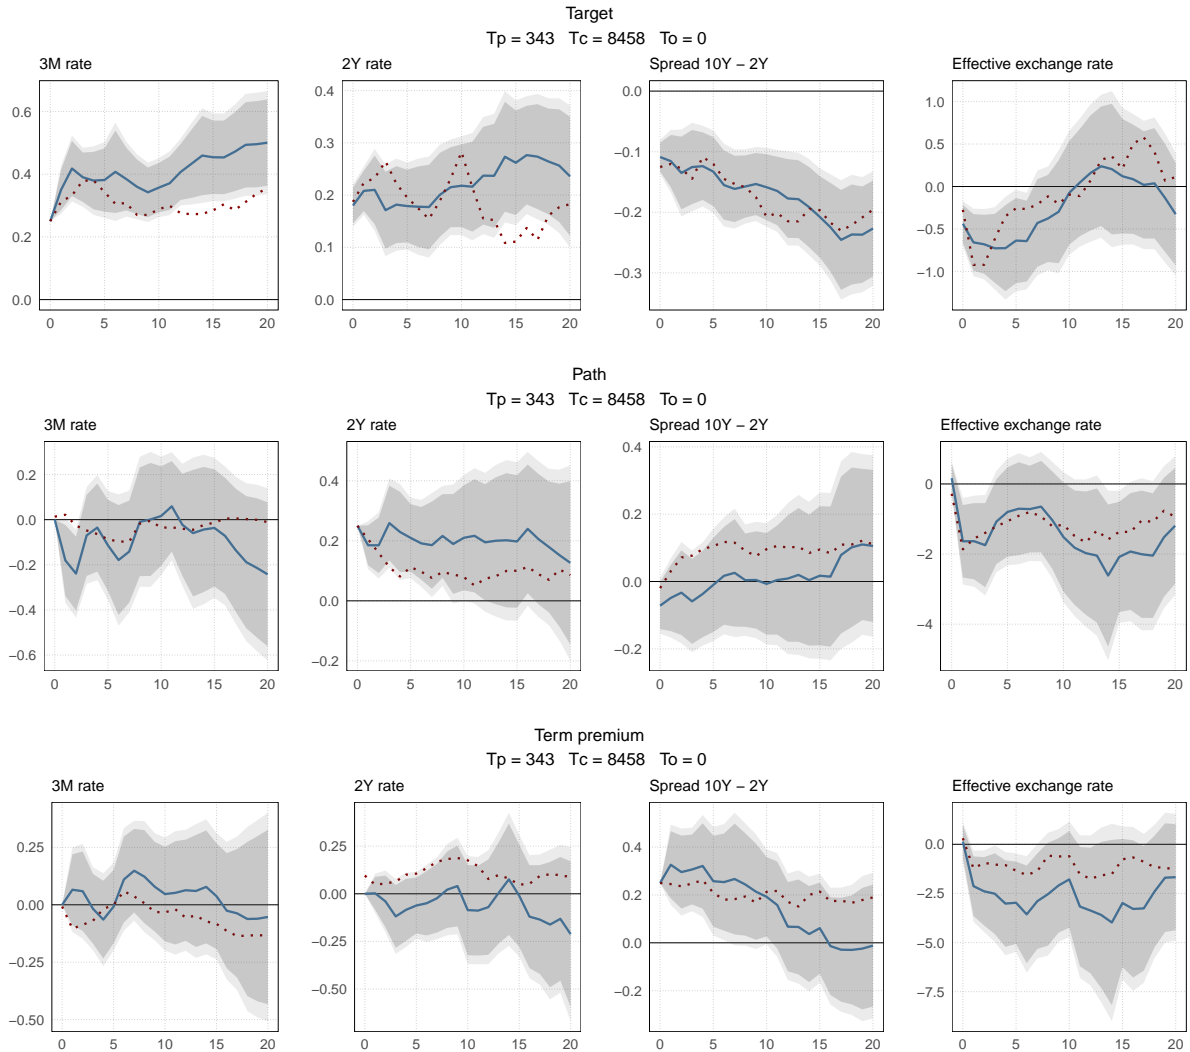 Target
Tp = 343 Tc = 8458 To = 0
3M rate 2Y rate Spread 10Y − 2Y Effective exchange rate
0.6 0.4 0.0 1.0
0.3 −0.1 0.5
0.4 0.2 −0.2 0.0
0.2 0.1 −0.3 −0.5
0.0 0.0 −1.0
0 5 10 15 20 0 5 10 15 20 0 5 10 15 20 0 5 10 15 20
Path
Tp = 343 Tc = 8458 To = 0
3M rate 2Y rate Spread 10Y − 2Y Effective exchange rate
0.2 0.4 0.4 0
0.0 0.2 0.2 −2
−0.2 0.0 0.0 −4
−0.4 −0.2 −0.2
−0.6
0 5 10 15 20 0 5 10 15 20 0 5 10 15 20 0 5 10 15 20
Term premium
Tp = 343 Tc = 8458 To = 0
3M rate 2Y rate Spread 10Y − 2Y Effective exchange rate
0.25 0.25 0.4 0.0
0.00 0.00 0.2 −2.5
−0.25 −0.25 0.0 −5.0
−0.50 −0.50 −0.2 −7.5
0 5 10 15 20 0 5 10 15 20 0 5 10 15 20 0 5 10 15 20